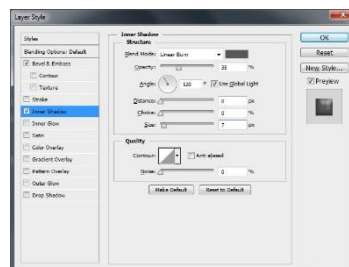 Layer Style
Styles
Blending Options: Default
Bevel & Emboss
Contour
Texture
Stroke
Inner Shadow
Inner Glow
Satin
Color Overlay
Gradient Overlay
Pattern Overlay
Outer Glow
Drop Shadow
Inner Shadow
Structure
Blend Mode: Linear Burn
Opacity: 35 %
Angle: 120 ° Use Global Light
Distance: 0 px
Choke: 0 %
Size: 7 px
Quality
Contour: Anti-aliased
Noise: 0 %
Make Default Reset to Default
OK
Reset
New Style...
Preview